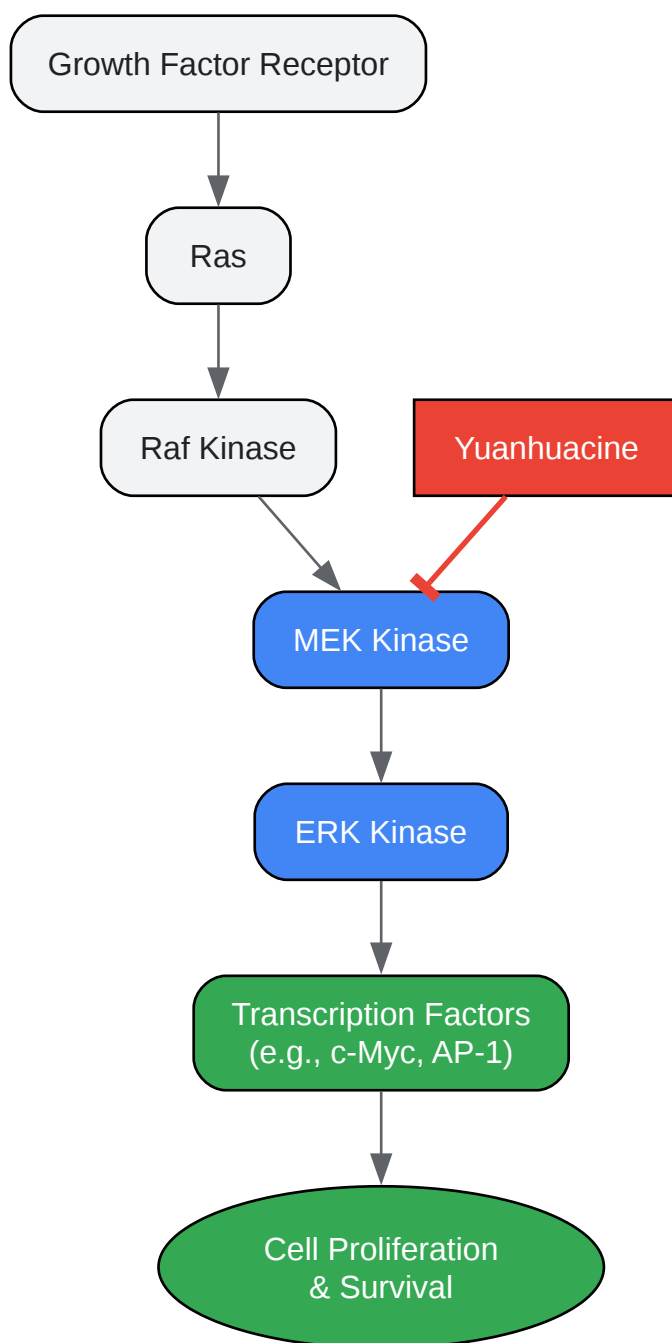 Growth Factor Receptor
Ras
Raf Kinase
Yuanhuacine
MEK Kinase
ERK Kinase
Transcription Factors
(e.g., c-Myc, AP-1)
Cell Proliferation
& Survival